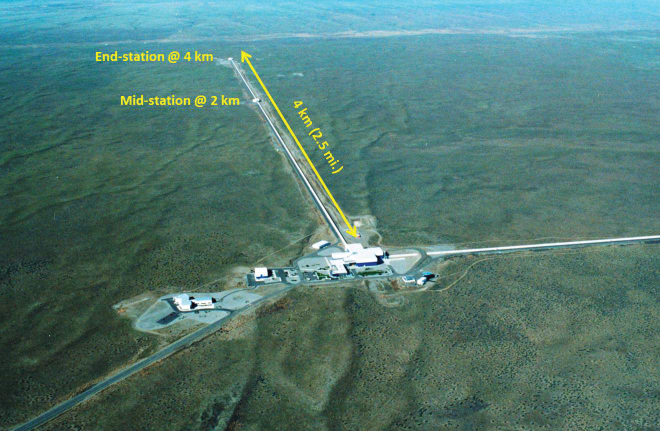 End-station @ 4 km
Mid-station @ 2 km
4 km (2.5 mi.)